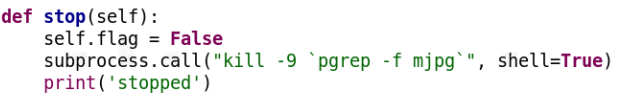 def stop(self):
    self.flag = False
    subprocess.call("kill -9 `pgrep -f mjpg`", shell=True)
    print('stopped')